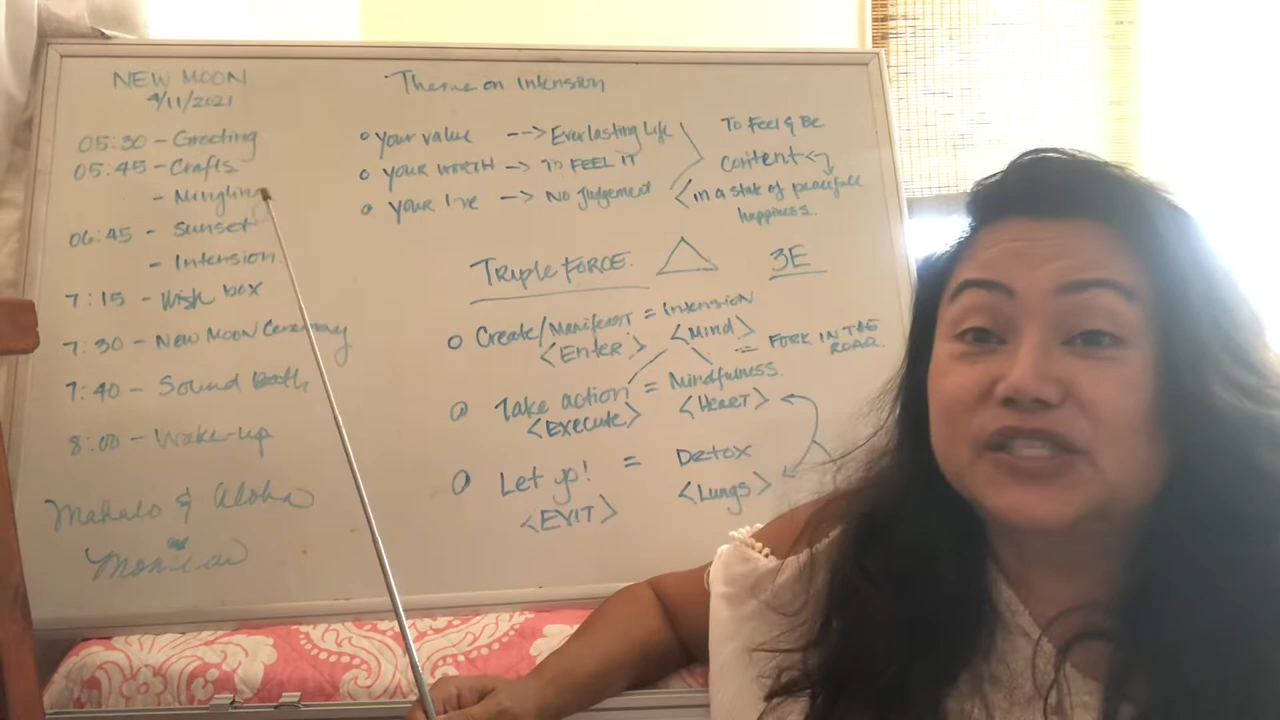 NEW MOON
4/11/2021
05:30 - Greeting
05:45 - Crafts
- Mingling
06:45 - Sunset
- Intension
7:15 - Wish box
7:30 - New Moon Ceremony
7:40 - Sound Bath
8:00 - Wake-up
Mahalo & Aloha
Theme on Intension
Your value --> Everlasting Life
YOUR WORTH --> TO FEEL IT
YOUR --> No Judgement
To Feel & Be
content
in a state of peacefull
happiness.
TRIPLE FORCE. 3E
Create/Manifest = Intension
<Enter> <Mind>
= FORK IN THE
ROAD.
Take action = Mindfulness.
<Execute> <HEART>
Let go! = Detox
<EXIT> <Lungs>